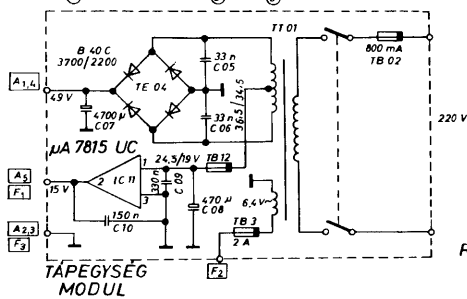 TT 01
B 40 C
3700/2200
33 n
C 05
800 mA
TB 02
A1,4
49 V
4700 µ
C 07
TE 04
33 n
C 06
36,5/34,5
220 V
µA 7815 UC
24,5/19 V
TB 12
A5
F1
15 V
2
IC 11
1
3
330 n
C 09
470 µ
C 08
6,4 V~
150 n
C 10
TB 3
2 A
A2,3
F3
F2
TÁPEGYSÉG
MODUL